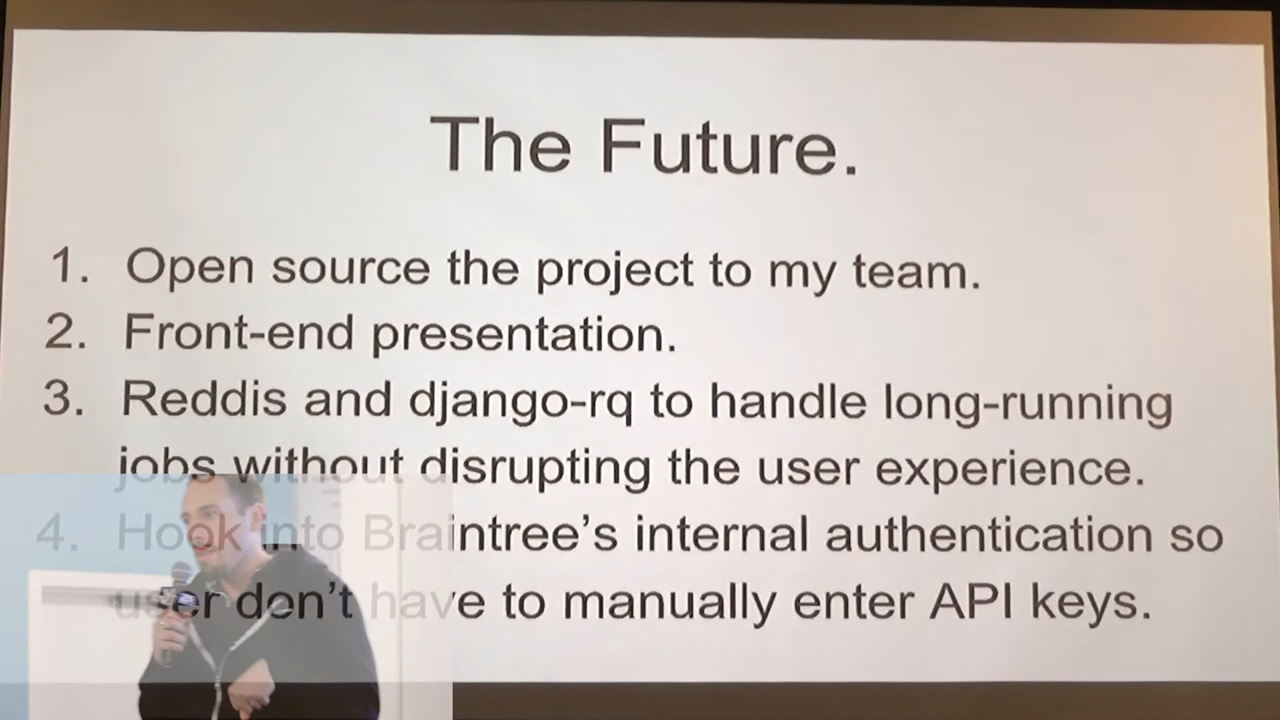 The Future.
1. Open source the project to my team.
2. Front-end presentation.
3. Reddis and django-rq to handle long-running
jobs without disrupting the user experience.
4. Hook into Braintree's internal authentication so
user don't have to manually enter API keys.